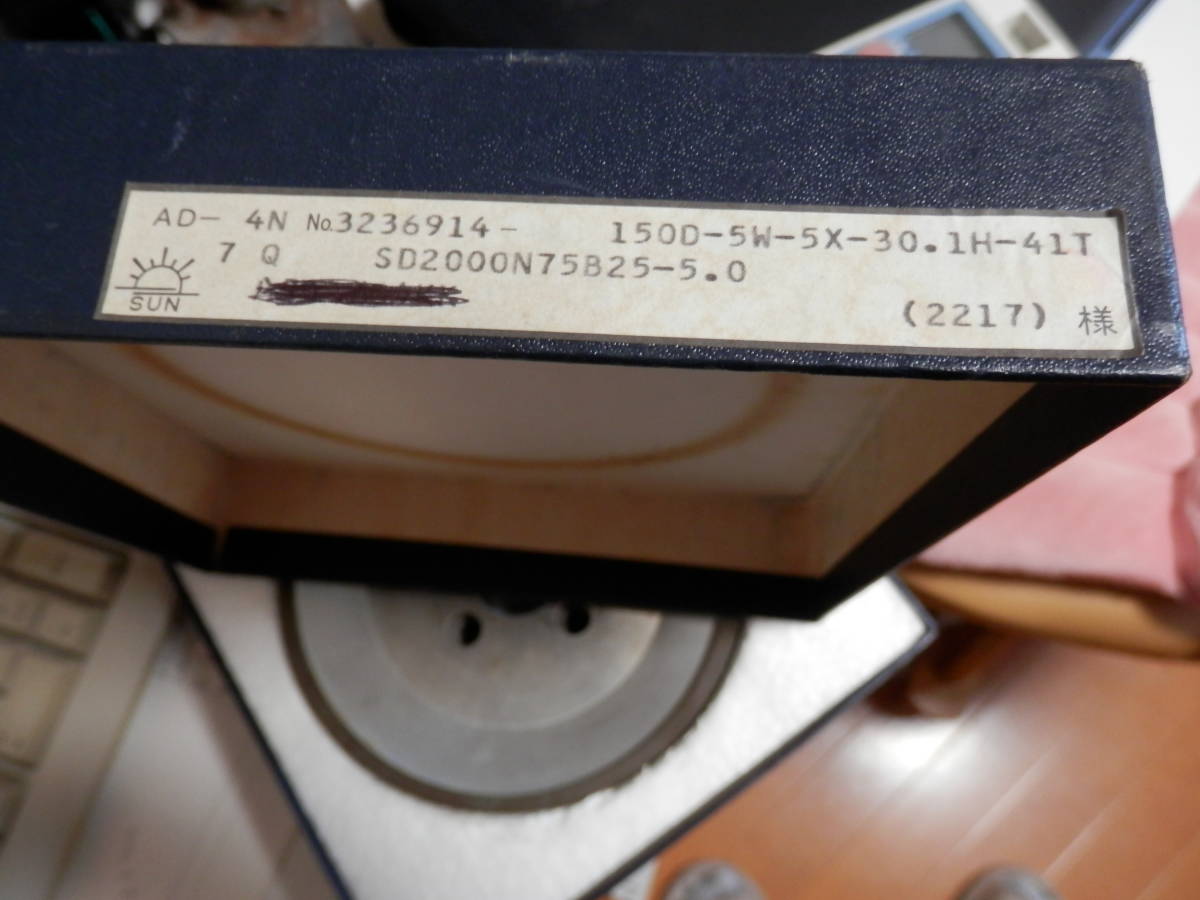 AD- 4N No.3236914- 150D-5W-5X-30.1H-41T
7 Q SD2000N75B25-5.0
SUN
(2217) 様